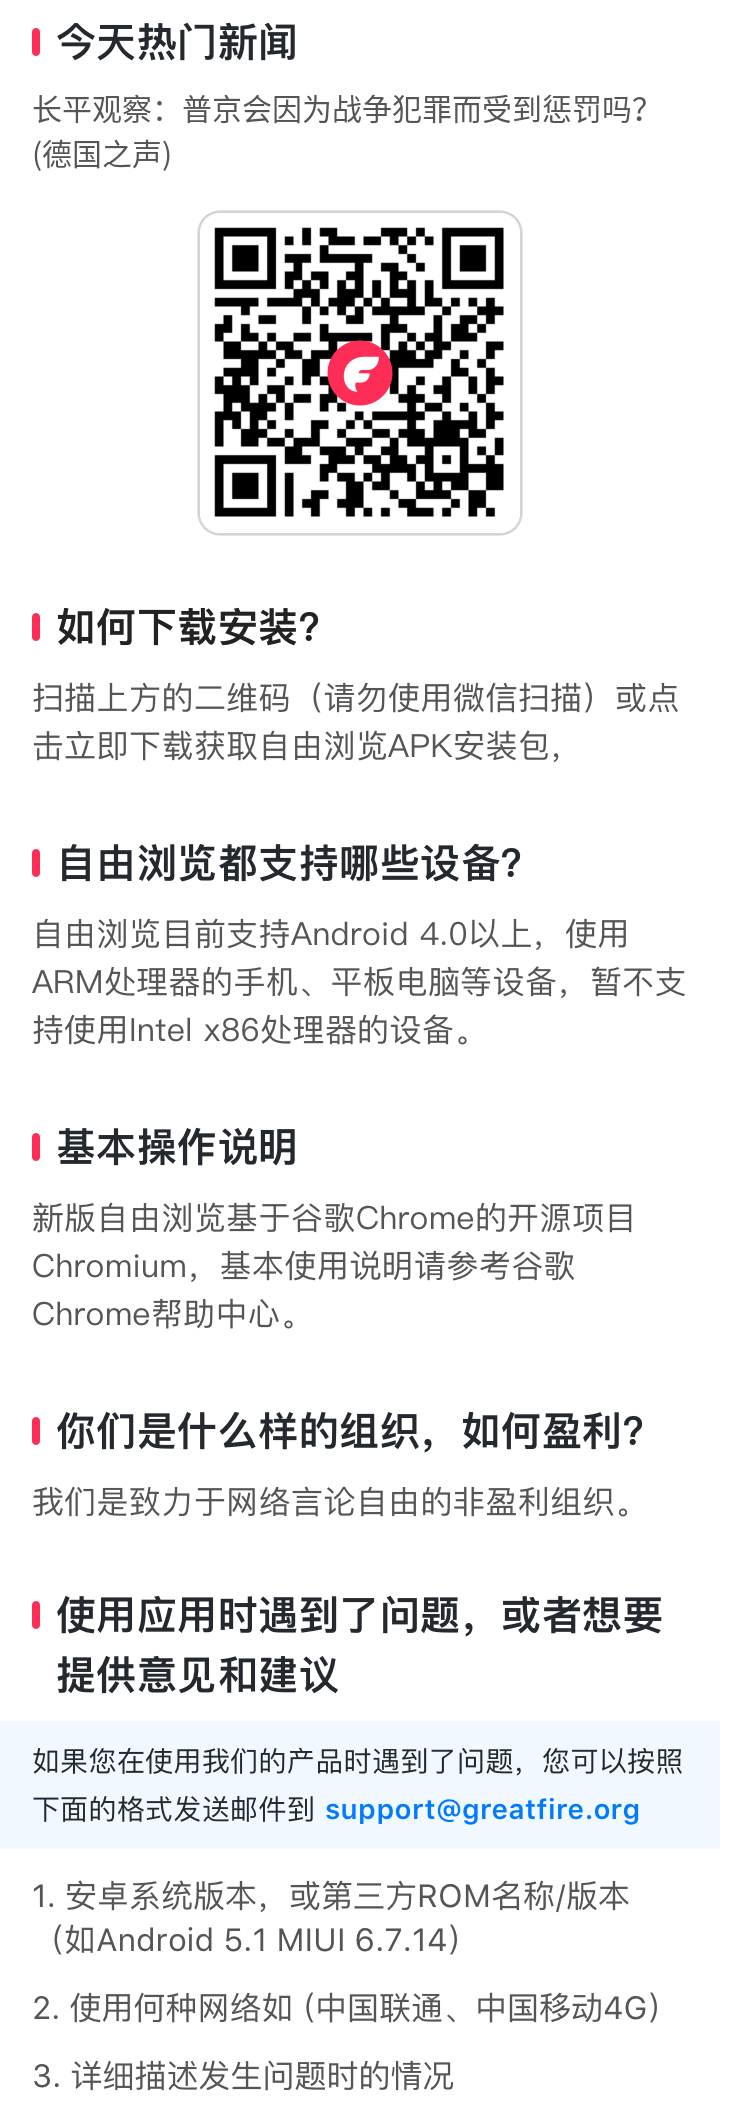 今天热门新闻
长平观察：普京会因为战争犯罪而受到惩罚吗？
(德国之声)
如何下载安装?
扫描上方的二维码（请勿使用微信扫描）或点
击立即下载获取自由浏览APK安装包，
自由浏览都支持哪些设备?
自由浏览目前支持Android 4.0以上，使用
ARM处理器的手机、平板电脑等设备，暂不支
持使用Intel x86处理器的设备。
基本操作说明
新版自由浏览基于谷歌Chrome的开源项目
Chromium，基本使用说明请参考谷歌
Chrome帮助中心。
你们是什么样的组织，如何盈利?
我们是致力于网络言论自由的非盈利组织。
使用应用时遇到了问题，或者想要
提供意见和建议
如果您在使用我们的产品时遇到了问题，您可以按照
下面的格式发送邮件到 support@greatfire.org
1. 安卓系统版本，或第三方ROM名称/版本
（如Android 5.1 MIUI 6.7.14）
2. 使用何种网络如 (中国联通、中国移动4G）
3. 详细描述发生问题时的情况